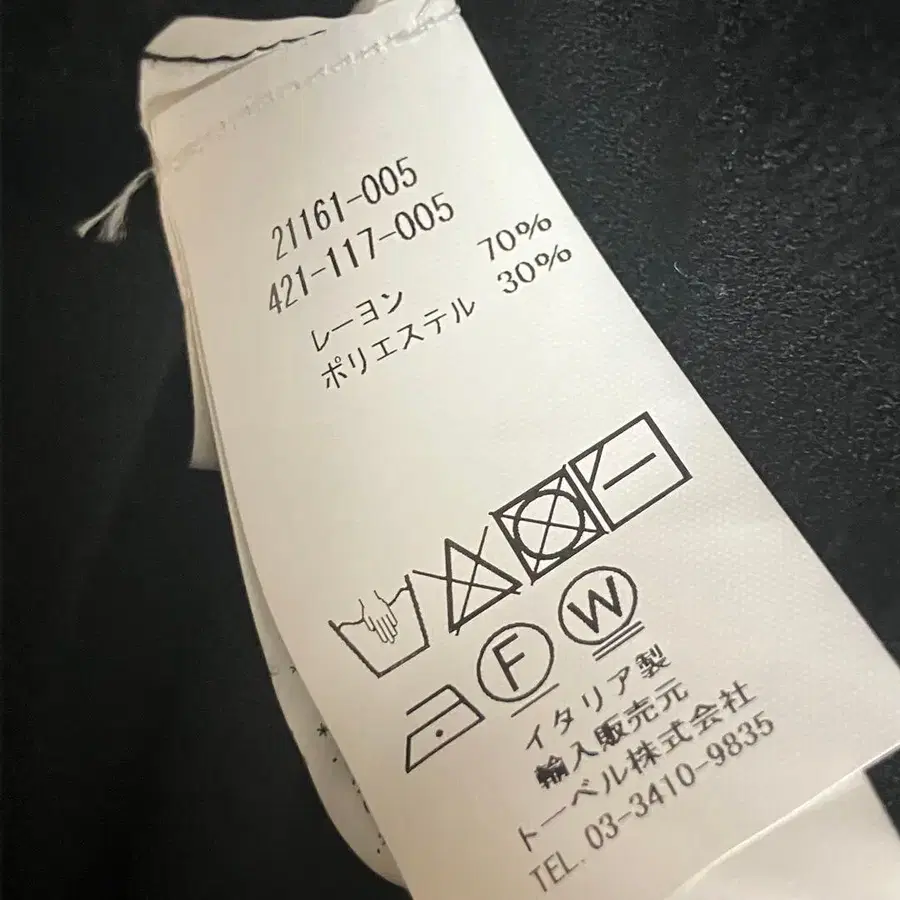 21161-005
421-117-005
レーヨン 70%
ポリエステル 30%
F W
イタリア製
輸入販売元
トーベル株式会社
TEL. 03-3410-9835